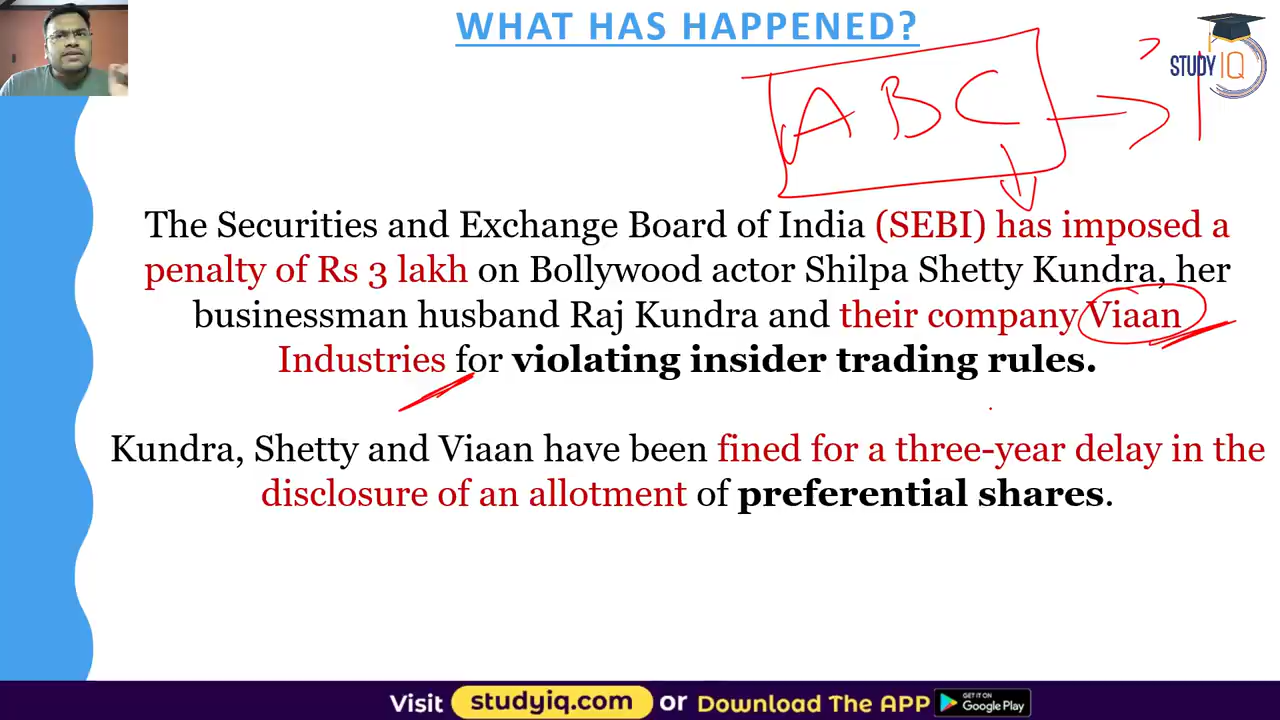 WHAT HAS HAPPENED?
A B C
STUDY IQ
The Securities and Exchange Board of India (SEBI) has imposed a
penalty of Rs 3 lakh on Bollywood actor Shilpa Shetty Kundra, her
businessman husband Raj Kundra and their company Viaan
Industries for violating insider trading rules.
Kundra, Shetty and Viaan have been fined for a three-year delay in the
disclosure of an allotment of preferential shares.
Visit studyiq.com or Download The APP GET IT ON Google Play